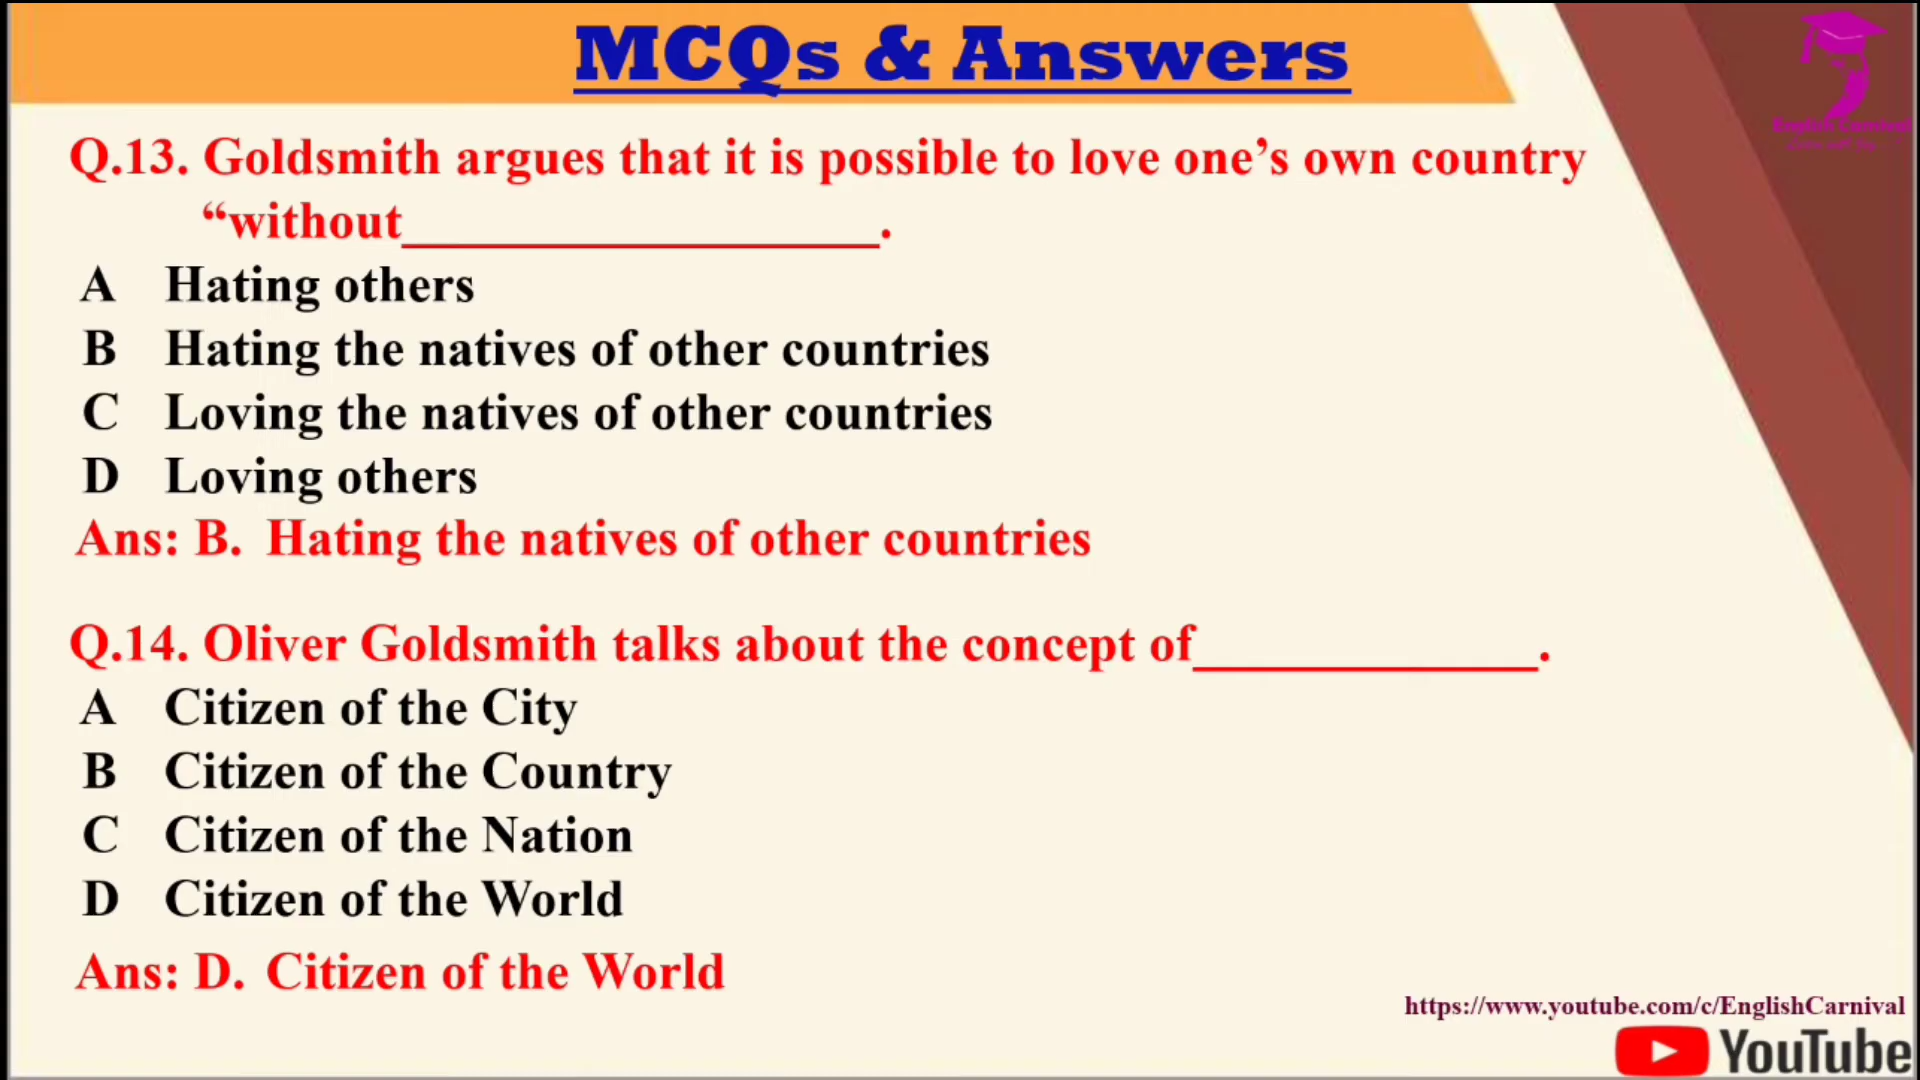 MCQs & Answers
Q.13. Goldsmith argues that it is possible to love one’s own country
“without__________________.
A Hating others
B Hating the natives of other countries
C Loving the natives of other countries
D Loving others
Ans: B. Hating the natives of other countries
Q.14. Oliver Goldsmith talks about the concept of_____________.
A Citizen of the City
B Citizen of the Country
C Citizen of the Nation
D Citizen of the World
Ans: D. Citizen of the World
https://www.youtube.com/c/EnglishCarnival
YouTube
English Carnival